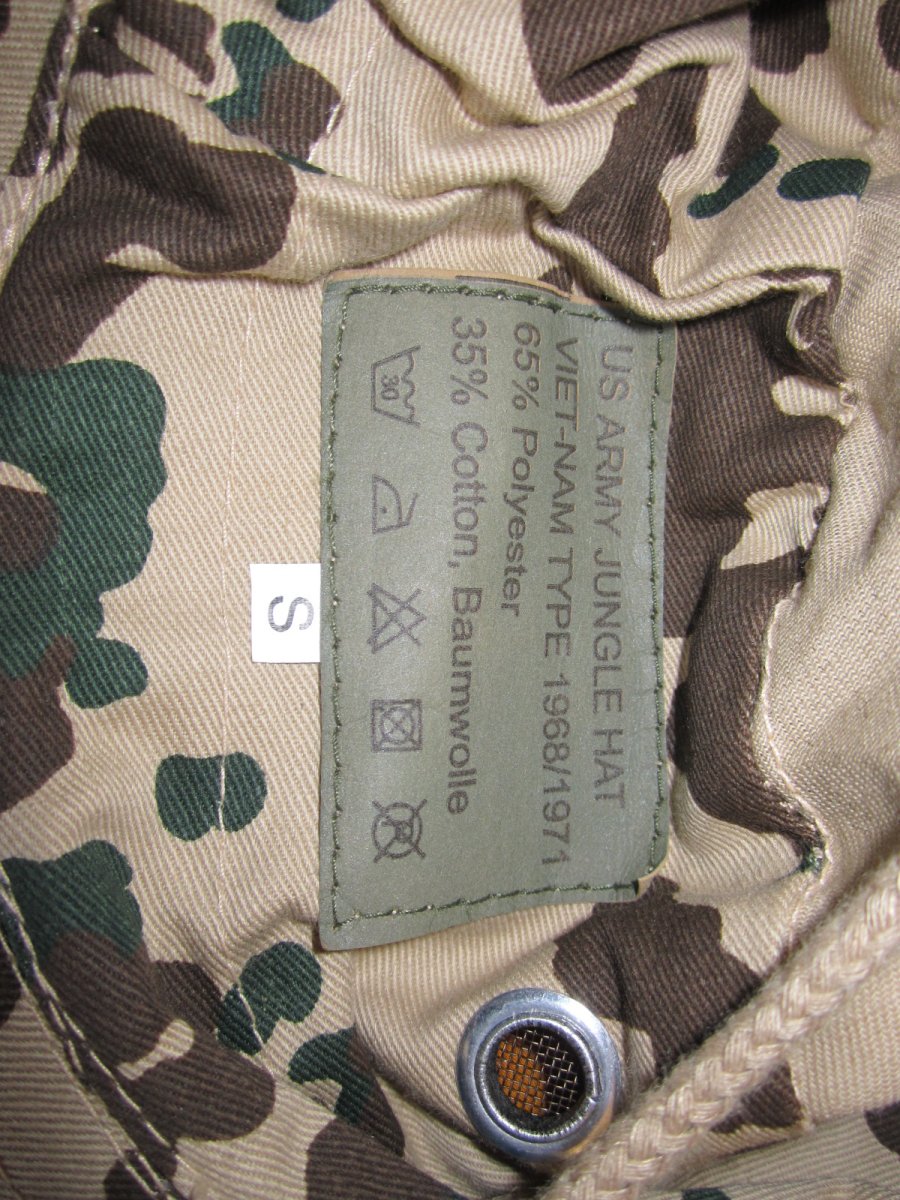 US ARMY JUNGLE HAT
VIET-NAM TYPE 1968/1971
65% Polyester
35% Cotton, Baumwolle
30
P
S